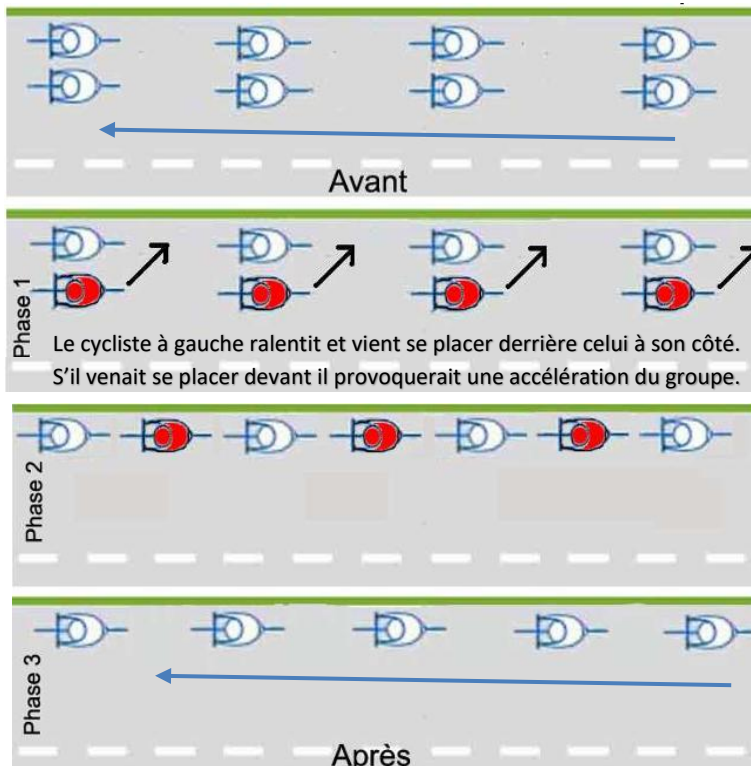 Avant
Phase 1
Le cycliste à gauche ralentit et vient se placer derrière celui à son côté.
S'il venait se placer devant il provoquerait une accélération du groupe.
Phase 2
Phase 3
Après